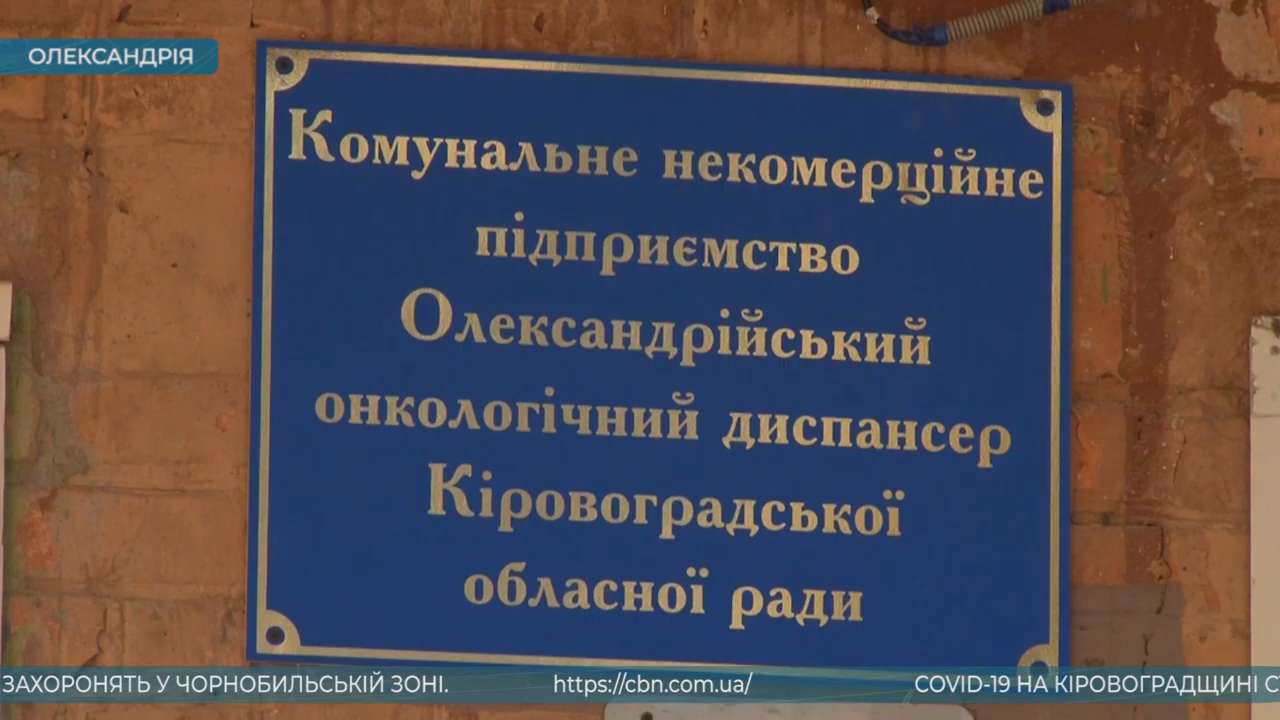 ОЛЕКСАНДРІЯ
Комунальне некомерційне
підприємство
Олександрійський
онкологічний диспансер
Кіровоградської
обласної ради
ЗАХОРОНЯТЬ У ЧОРНОБИЛЬСЬКІЙ ЗОНІ. https://cbn.com.ua/ COVID-19 НА КІРОВОГРАДЩИНІ